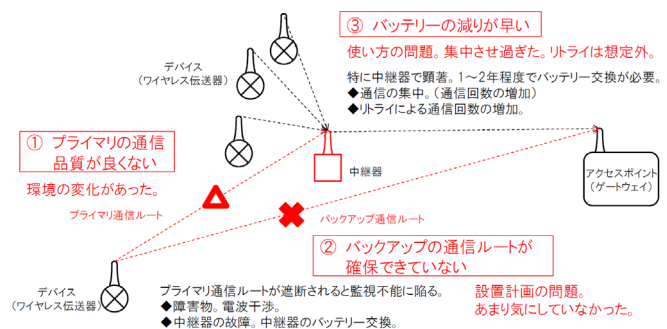 ③ バッテリーの減りが早い
使い方の問題。集中させ過ぎた。リトライは想定外。
特に中継器で顕著。1～2年程度でバッテリー交換が必要。
◆通信の集中。（通信回数の増加）
◆リトライによる通信回数の増加。
デバイス
（ワイヤレス伝送器）
① プライマリの通信
品質が良くない
環境の変化があった。
プライマリ通信ルート
中継器
アクセスポイント
（ゲートウェイ）
バックアップ通信ルート
② バックアップの通信ルートが
確保できていない
設置計画の問題。
あまり気にしていなかった。
デバイス
（ワイヤレス伝送器）
プライマリ通信ルートが遮断されると監視不能に陥る。
◆障害物。電波干渉。
◆中継器の故障。中継器のバッテリー交換。